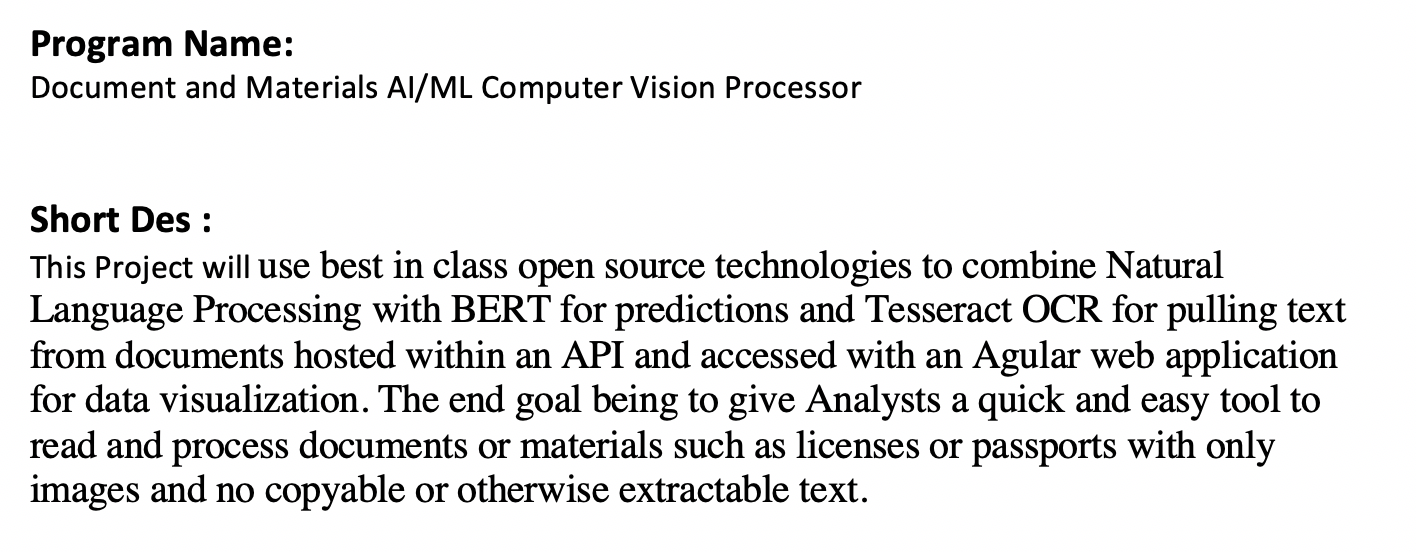 Program Name:
Document and Materials AI/ML Computer Vision Processor
Short Des :
This Project will use best in class open source technologies to combine Natural
Language Processing with BERT for predictions and Tesseract OCR for pulling text
from documents hosted within an API and accessed with an Agular web application
for data visualization. The end goal being to give Analysts a quick and easy tool to
read and process documents or materials such as licenses or passports with only
images and no copyable or otherwise extractable text.